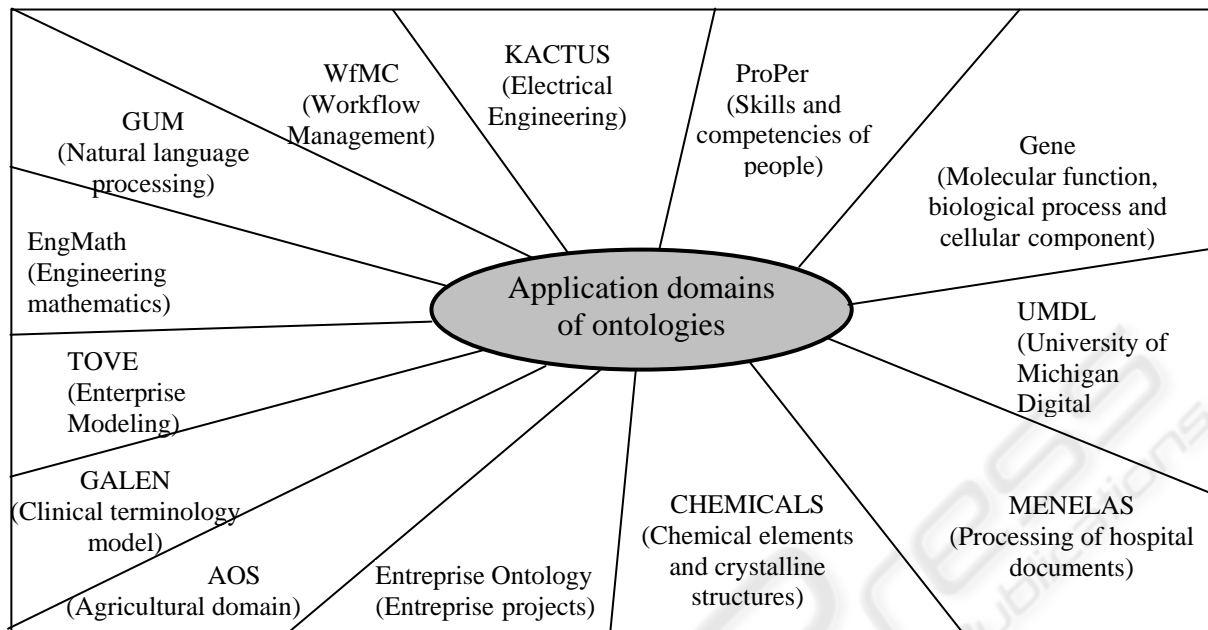 KACTUS
(Electrical
Engineering)
WfMC
(Workflow
Management)
ProPer
(Skills and
competencies of
people)
GUM
(Natural language
processing)
Gene
(Molecular function,
biological process and
cellular component)
EngMath
(Engineering
mathematics)
Application domains
of ontologies
UMDL
(University of
Michigan
Digital
TOVE
(Enterprise
Modeling)
GALEN
(Clinical terminology
model)
CHEMICALS
(Chemical elements
and crystalline
structures)
MENELAS
(Processing of hospital
documents)
AOS
(Agricultural domain)
Entreprise Ontology
(Entreprise projects)